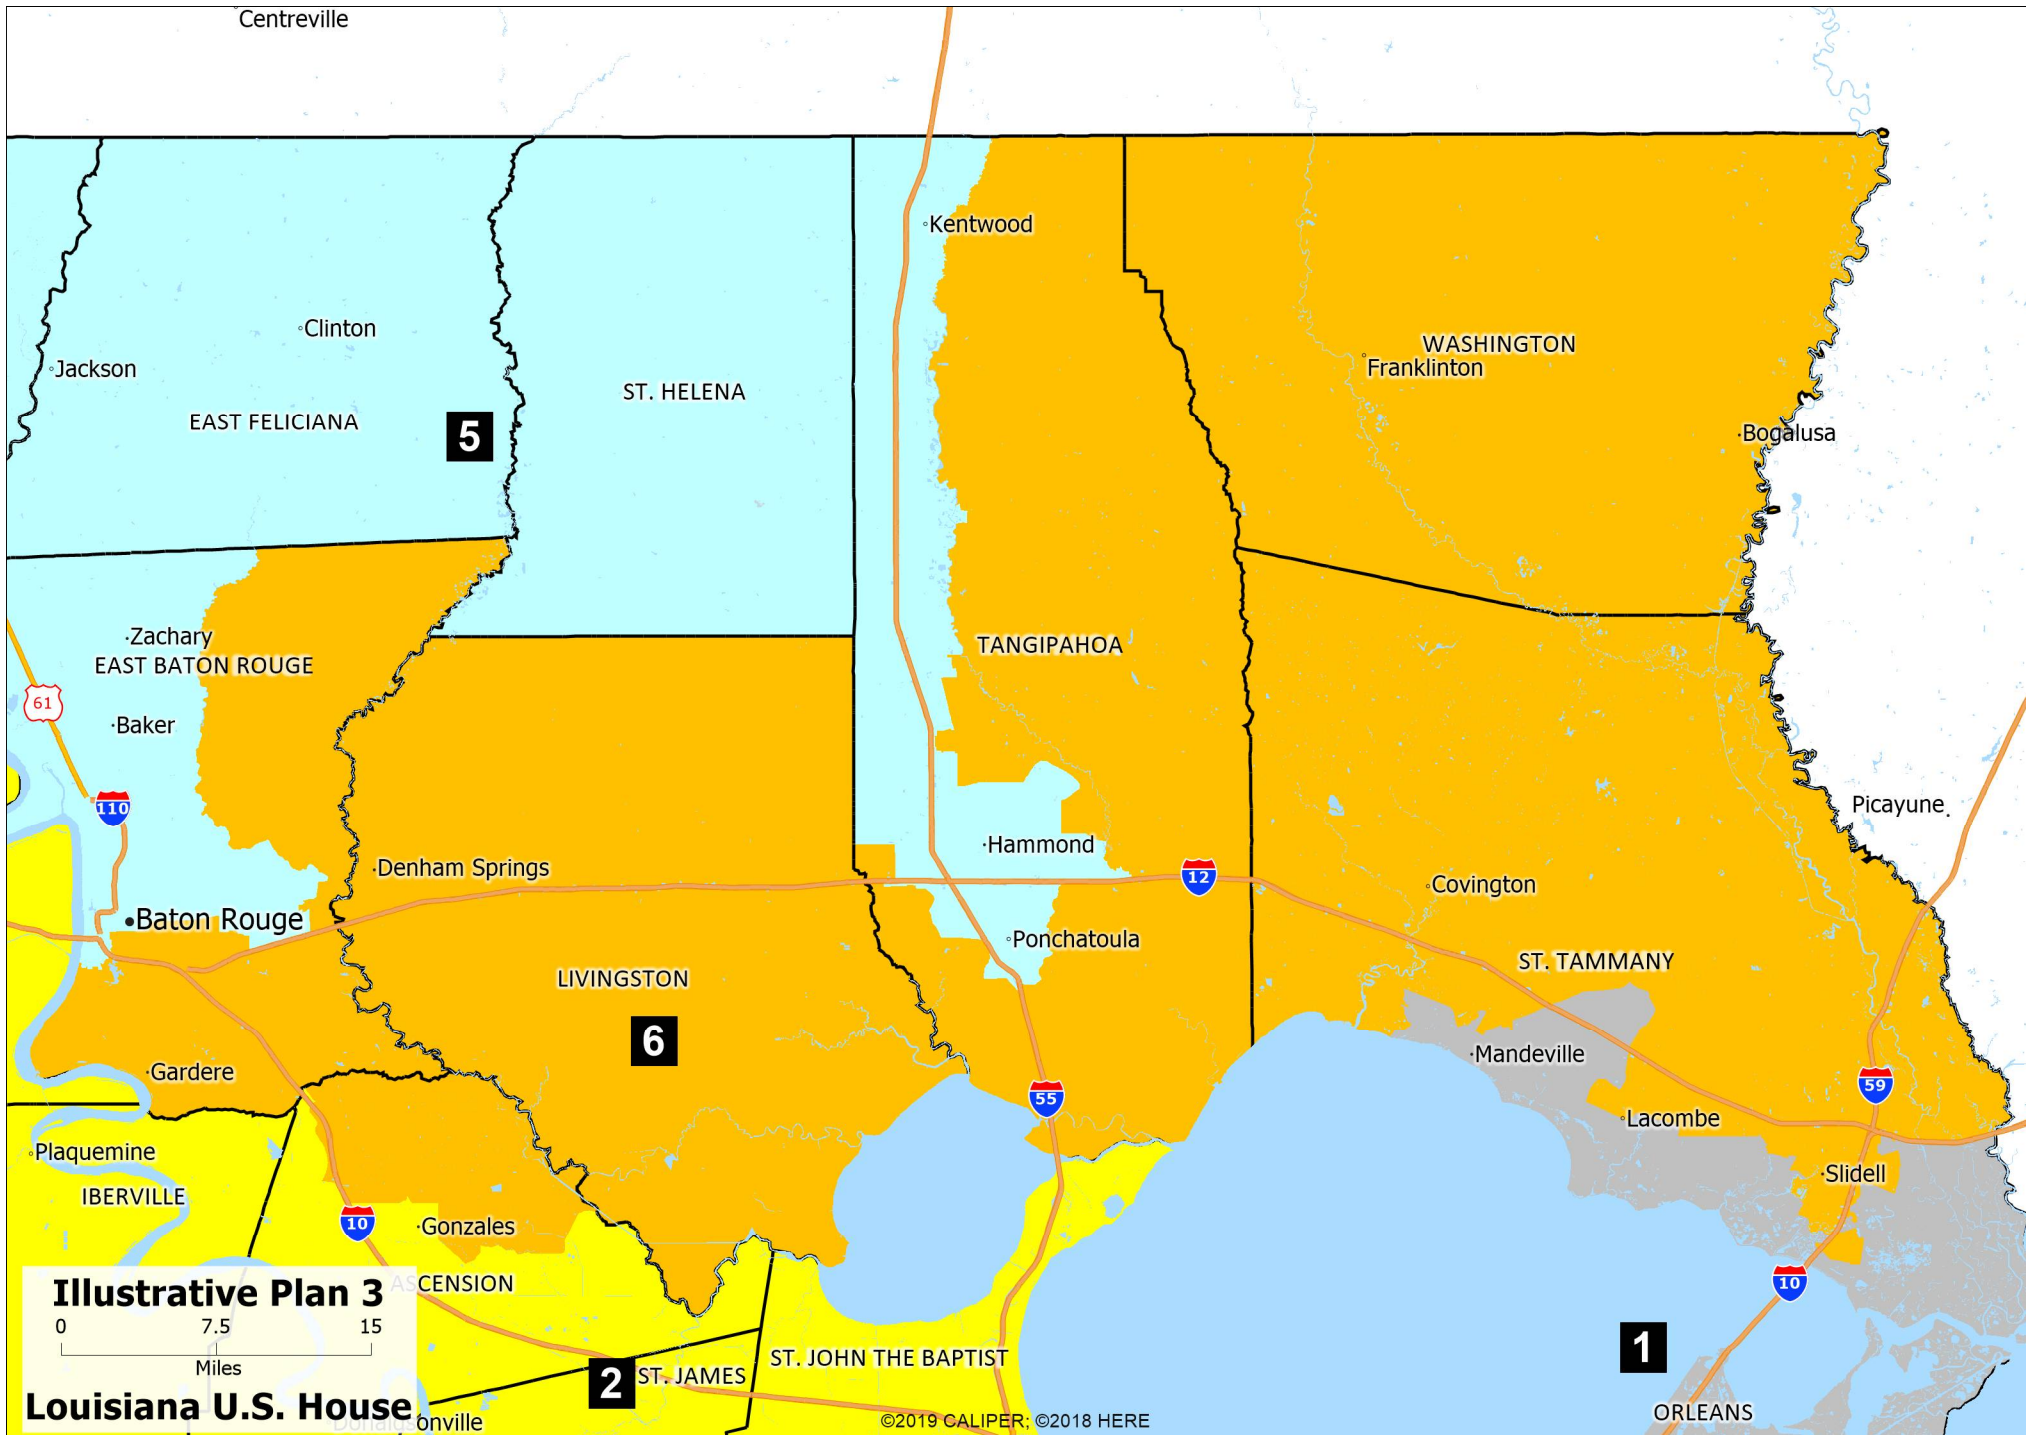 Centreville
Kentwood
Clinton
WASHINGTON
Franklinton
Jackson
ST. HELENA
EAST FELICIANA
5
Bogalusa
Zachary
TANGIPAHOA
EAST BATON ROUGE
61
Baker
110
Picayune
Hammond
Denham Springs
12
Covington
Baton Rouge
Ponchatoula
ST. TAMMANY
LIVINGSTON
6
Mandeville
Gardere
59
55
Lacombe
Plaquemine
Slidell
IBERVILLE
10
Gonzales
10
ASCENSION
Illustrative Plan 3
0 7.5 15
Miles
Louisiana U.S. House
Donaldsonville
2
ST. JAMES
ST. JOHN THE BAPTIST
1
ORLEANS
©2019 CALIPER; ©2018 HERE